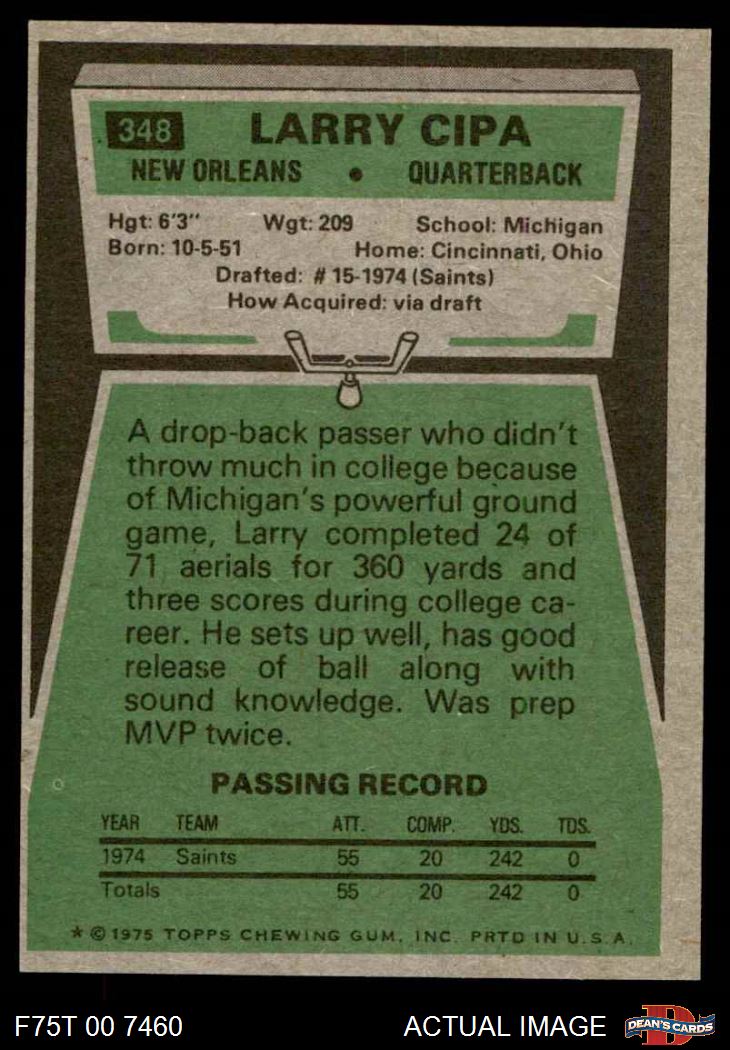 348 LARRY CIPA
NEW ORLEANS • QUARTERBACK
Hgt: 6'3" Wgt: 209 School: Michigan
Born: 10-5-51 Home: Cincinnati, Ohio
Drafted: # 15-1974 (Saints)
How Acquired: via draft
A drop-back passer who didn't
throw much in college because
of Michigan's powerful ground
game, Larry completed 24 of
71 aerials for 360 yards and
three scores during college ca-
reer. He sets up well, has good
release of ball along with
sound knowledge. Was prep
MVP twice.
PASSING RECORD
YEAR TEAM ATT. COMP. YDS. TDS.
1974 Saints 55 20 242 0
Totals 55 20 242 0
* © 1975 TOPPS CHEWING GUM, INC. PRTD IN U.S.A.
F75T 00 7460 ACTUAL IMAGE D DEAN'S CARDS